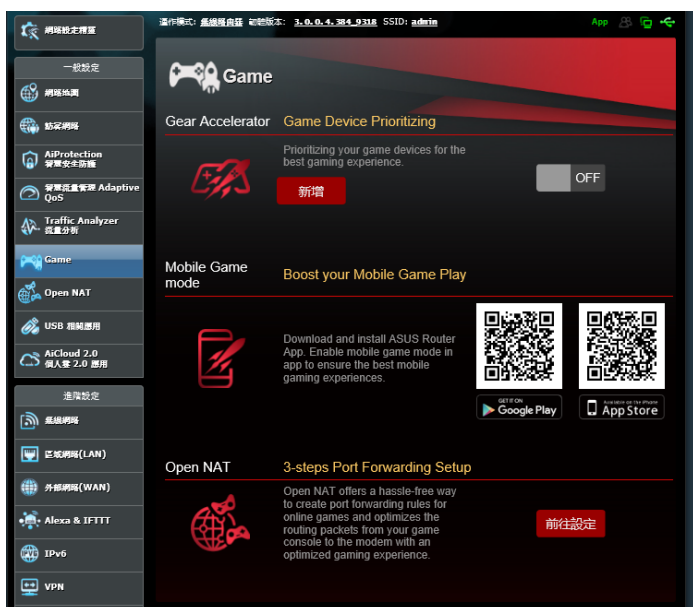 網路設定精靈
操作模式: 無線路由器 韌體版本: 3.0.0.4.384_9318 SSID: admin
App
一般設定
網路地圖
訪客網路
AiProtection
智慧安全防護
智慧流量管理 Adaptive
QoS
Traffic Analyzer
流量分析
Game
Open NAT
USB 相關應用
AiCloud 2.0
個人雲 2.0 應用
進階設定
無線網路
區域網路(LAN)
外部網路(WAN)
Alexa & IFTTT
IPv6
VPN
Game
Gear Accelerator
Game Device Prioritizing
Prioritizing your game devices for the
best gaming experience.
新增
OFF
Mobile Game
mode
Boost your Mobile Game Play
Download and install ASUS Router
App. Enable mobile game mode in
app to ensure the best mobile
gaming experiences.
GET IT ON
Google Play
Available on the iPhone
App Store
Open NAT
3-steps Port Forwarding Setup
Open NAT offers a hassle-free way
to create port forwarding rules for
online games and optimizes the
routing packets from your game
console to the modem with an
optimized gaming experience.
前往設定